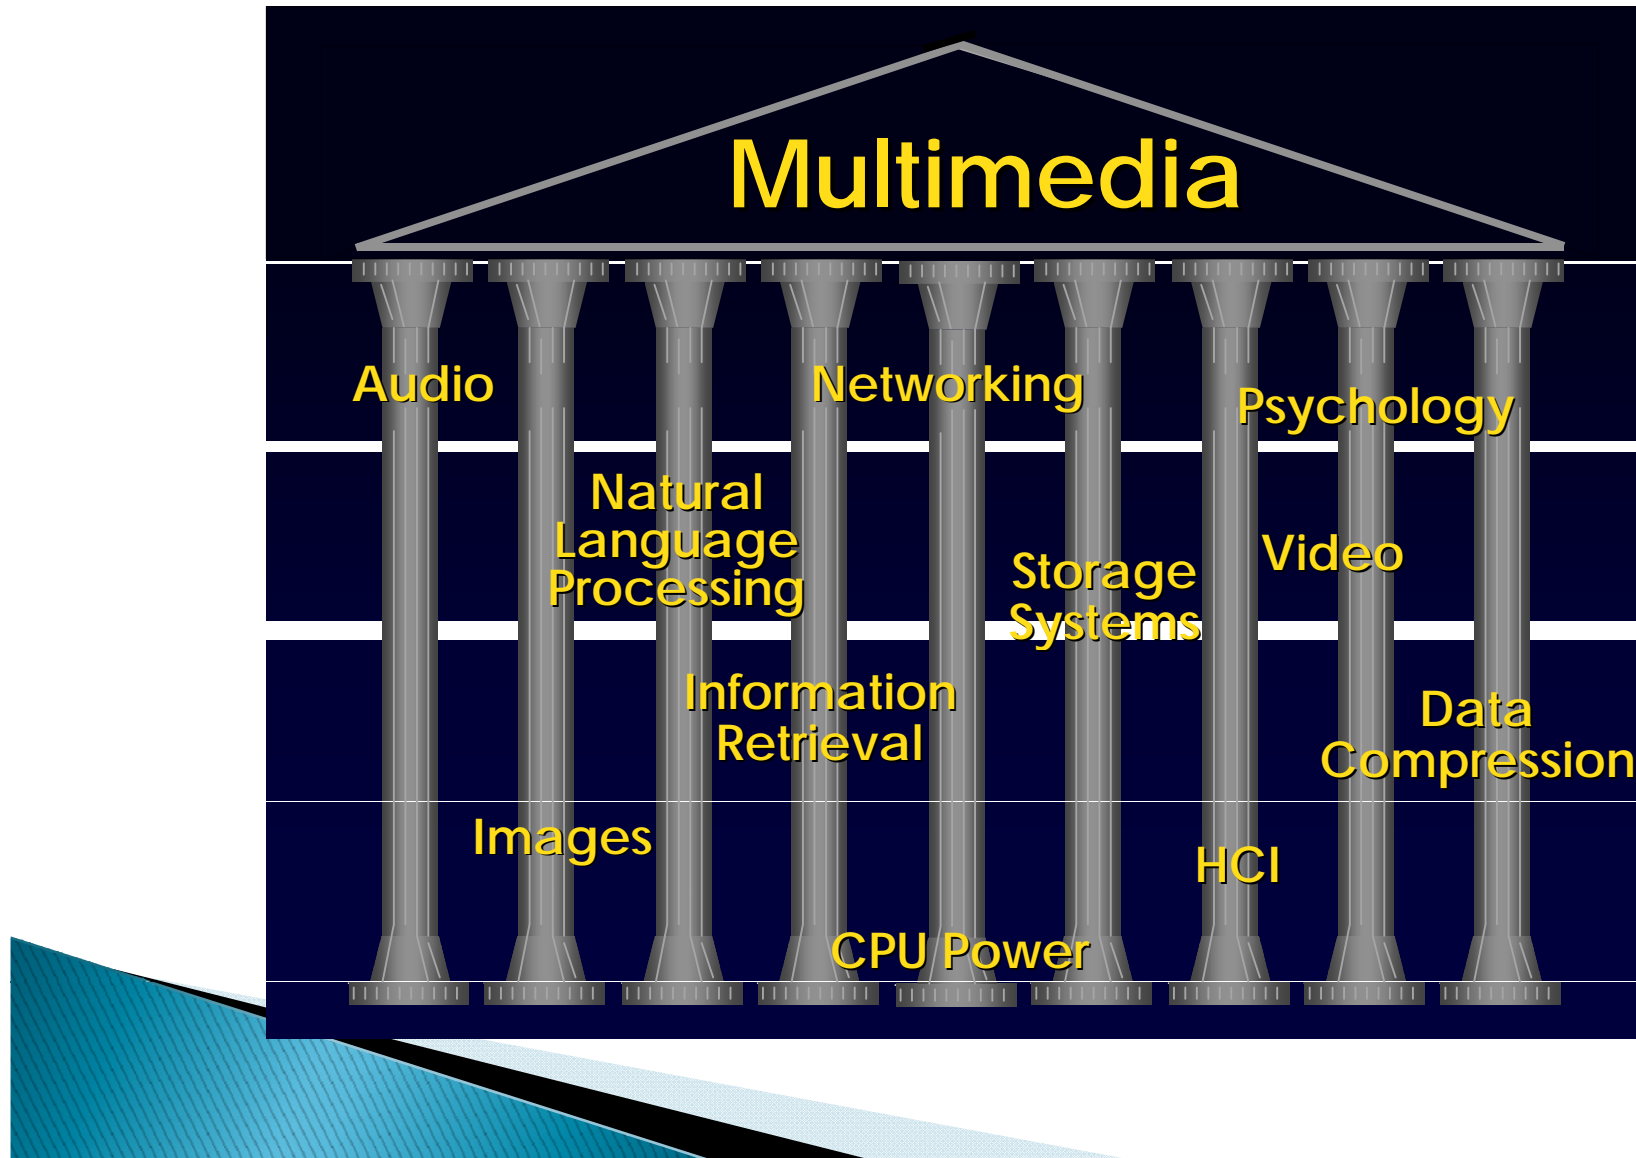 Multimedia
Audio
Networking
Psychology
Natural
Language
Processing
Video
Storage
Systems
Information
Retrieval
Data
Compression
Images
HCI
CPU Power